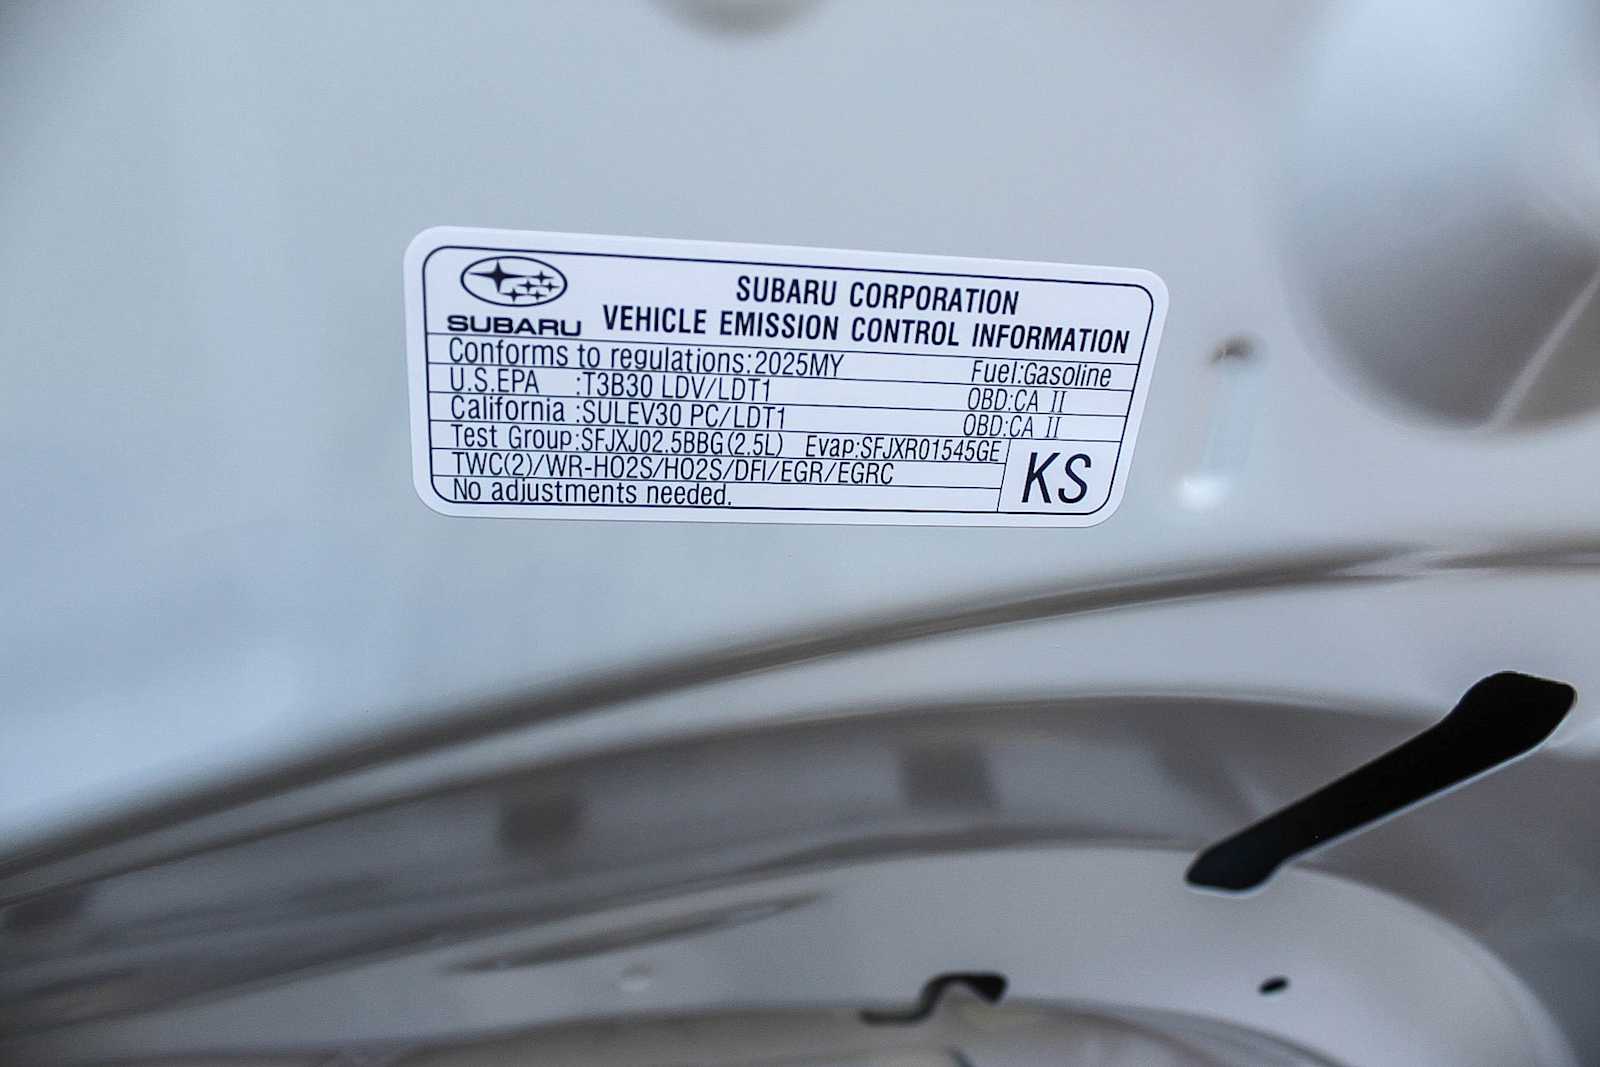 SUBARU
SUBARU CORPORATION
VEHICLE EMISSION CONTROL INFORMATION
Conforms to regulations:2025MY Fuel:Gasoline
U.S.EPA :T3B30 LDV/LDT1 OBD:CA II
California :SULEV30 PC/LDT1 OBD:CA II
Test Group:SFJXJ02.5BBG(2.5L) Evap:SFJXR01545GE
TWC(2)/WR-HO2S/HO2S/DFI/EGR/EGRC
No adjustments needed.
KS